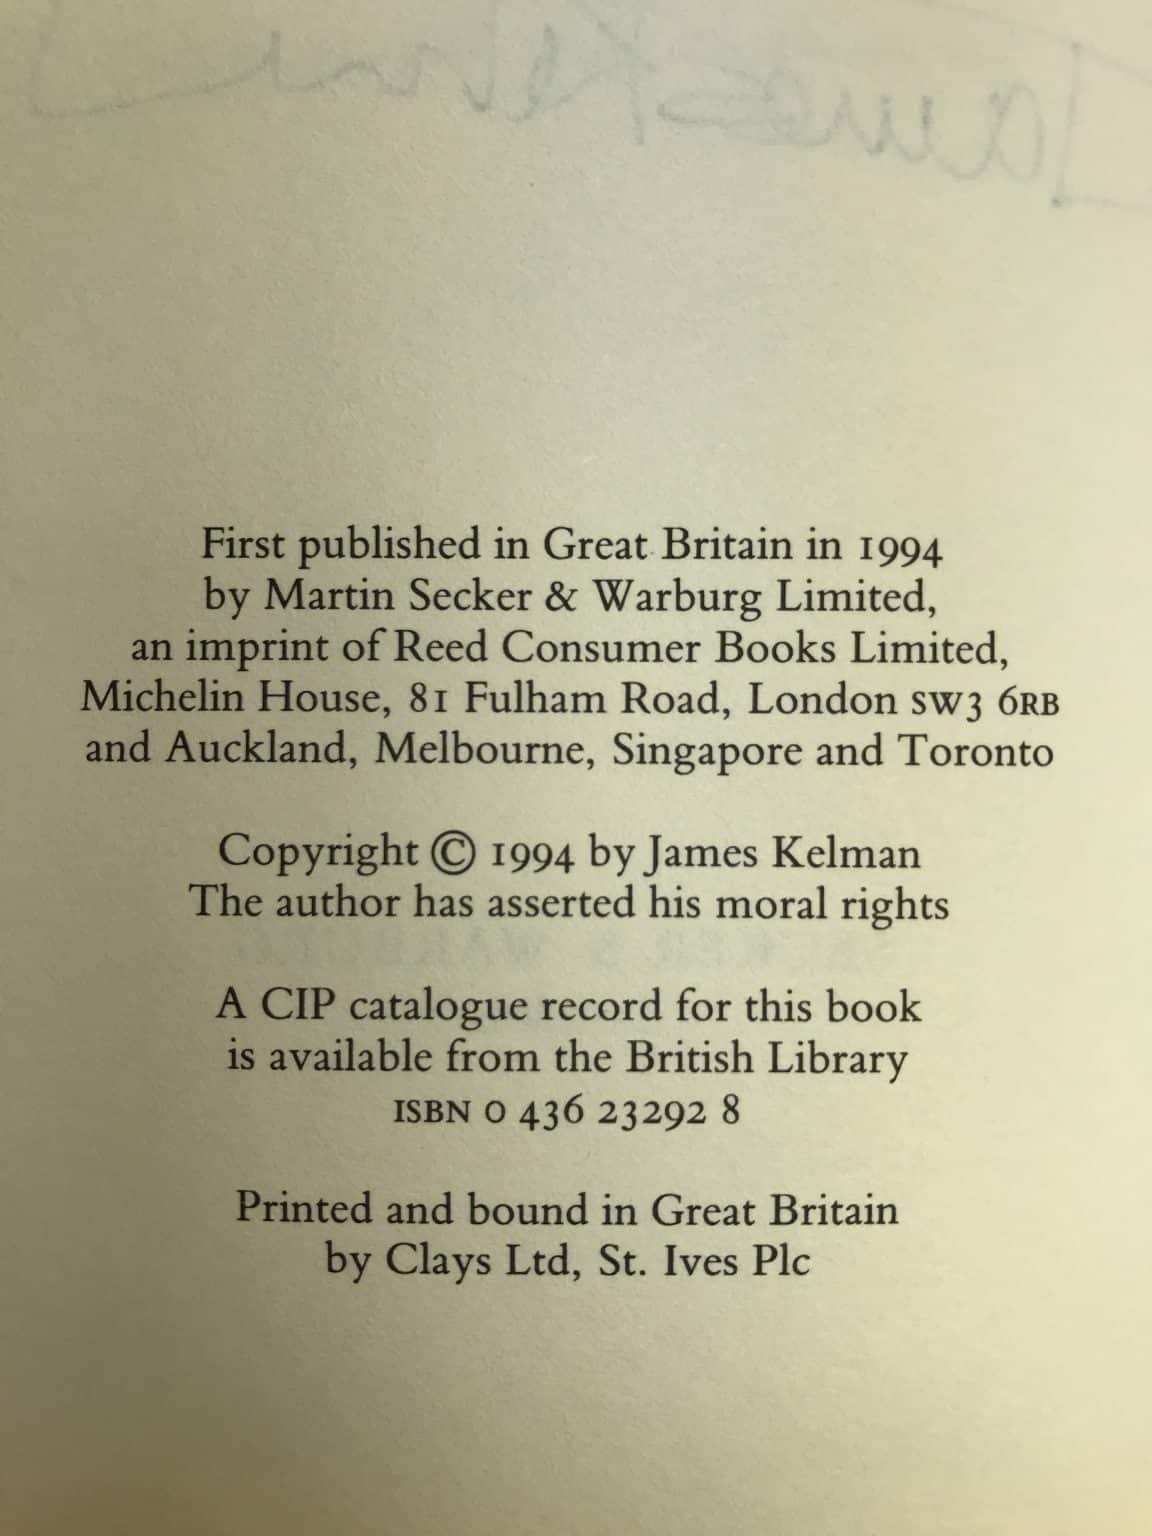 James Kelman
First published in Great Britain in 1994
by Martin Secker & Warburg Limited,
an imprint of Reed Consumer Books Limited,
Michelin House, 81 Fulham Road, London SW3 6RB
and Auckland, Melbourne, Singapore and Toronto
Copyright © 1994 by James Kelman
The author has asserted his moral rights
A CIP catalogue record for this book
is available from the British Library
ISBN 0 436 23292 8
Printed and bound in Great Britain
by Clays Ltd, St. Ives Plc